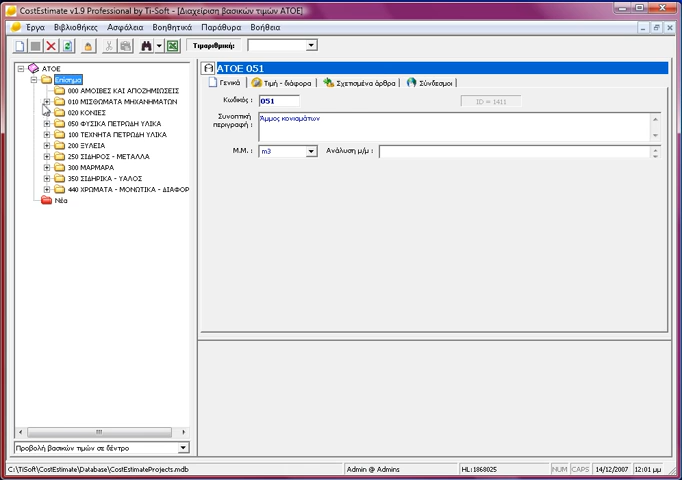 CostEstimate v1.9 Professional by Ti-Soft - [Διαχείριση βασικών τιμών ΑΤΟΕ]
Έργα Βιβλιοθήκες Ασφάλεια Βοηθητικά Παράθυρα Βοήθεια
Τιμαριθμική:
ΑΤΟΕ
Επίσημα
000 ΑΜΟΙΒΕΣ ΚΑΙ ΑΠΟΖΗΜΙΩΣΕΙΣ
010 ΜΙΣΘΩΜΑΤΑ ΜΗΧΑΝΗΜΑΤΩΝ
020 ΚΟΝΙΕΣ
050 ΦΥΣΙΚΑ ΠΕΤΡΩΔΗ ΥΛΙΚΑ
100 ΤΕΧΝΗΤΑ ΠΕΤΡΩΔΗ ΥΛΙΚΑ
200 ΞΥΛΕΙΑ
250 ΣΙΔΗΡΟΣ - ΜΕΤΑΛΛΑ
300 ΜΑΡΜΑΡΑ
350 ΣΙΔΗΡΙΚΑ - ΥΑΛΟΣ
440 ΧΡΩΜΑΤΑ - ΜΟΝΩΤΙΚΑ - ΔΙΑΦΟΡ
Νέα
Προβολή βασικών τιμών σε δέντρο
ΑΤΟΕ 051
Γενικά Τιμή - διάφορα Σχετισμένα άρθρα Σύνδεσμοι
Κωδικός : 051 ID = 1411
Συνοπτική περιγραφή : Άμμος κονιαμάτων
Μ.Μ. : m3 Ανάλυση μ/μ :
C:\TiSoft\CostEstimate\Database\CostEstimateProjects.mdb Admin @ Admins HL:1868025 NUM CAPS 14/12/2007 12:01 μμ